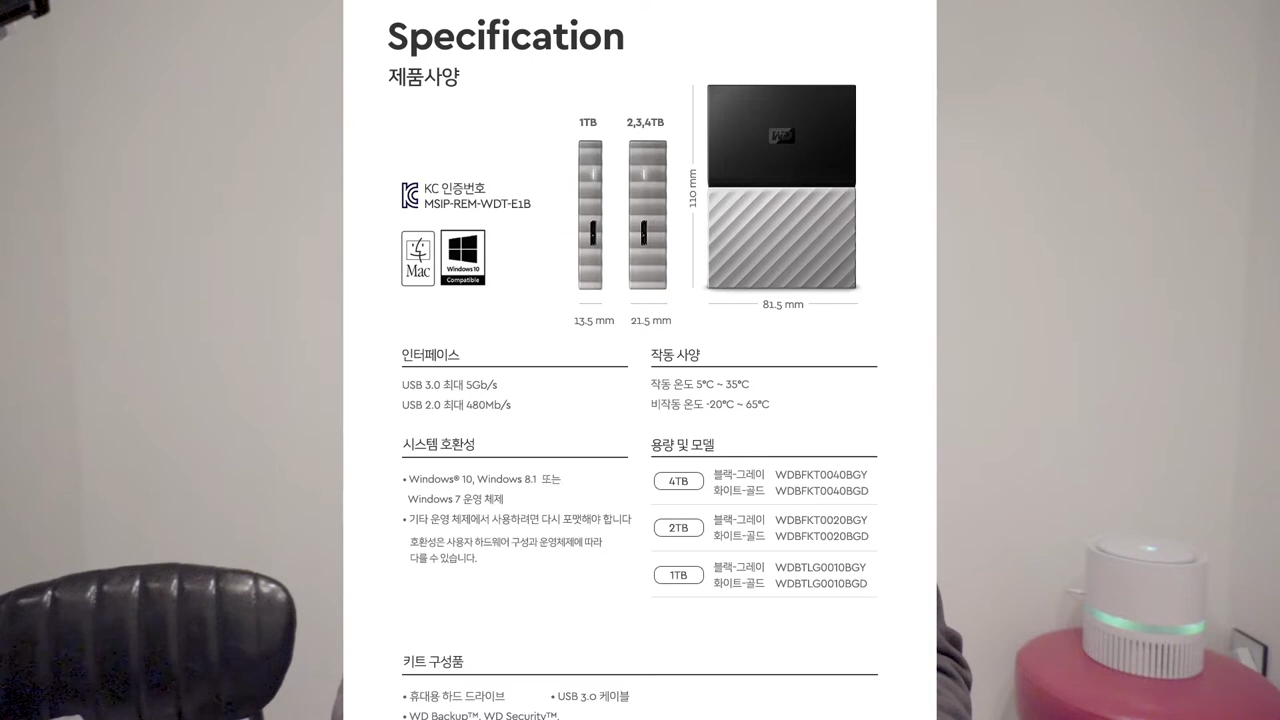 Specification
제품사양
1TB
2,3,4TB
WD
110 mm
KC 인증번호
MSIP-REM-WDT-E1B
Mac
Windows 10
Compatible
13.5 mm
21.5 mm
81.5 mm
인터페이스
USB 3.0 최대 5Gb/s
USB 2.0 최대 480Mb/s
작동 사양
작동 온도 5°C ~ 35°C
비작동 온도 -20°C ~ 65°C
시스템 호환성
• Windows® 10, Windows 8.1 또는
Windows 7 운영 체제
• 기타 운영 체제에서 사용하려면 다시 포맷해야 합니다
호환성은 사용자 하드웨어 구성과 운영체제에 따라
다를 수 있습니다.
용량 및 모델
4TB
블랙-그레이 WDBFKT0040BGY
화이트-골드 WDBFKT0040BGD
2TB
블랙-그레이 WDBFKT0020BGY
화이트-골드 WDBFKT0020BGD
1TB
블랙-그레이 WDBTLG0010BGY
화이트-골드 WDBTLG0010BGD
키트 구성품
• 휴대용 하드 드라이브
• USB 3.0 케이블
• WD Backup™, WD Security™,